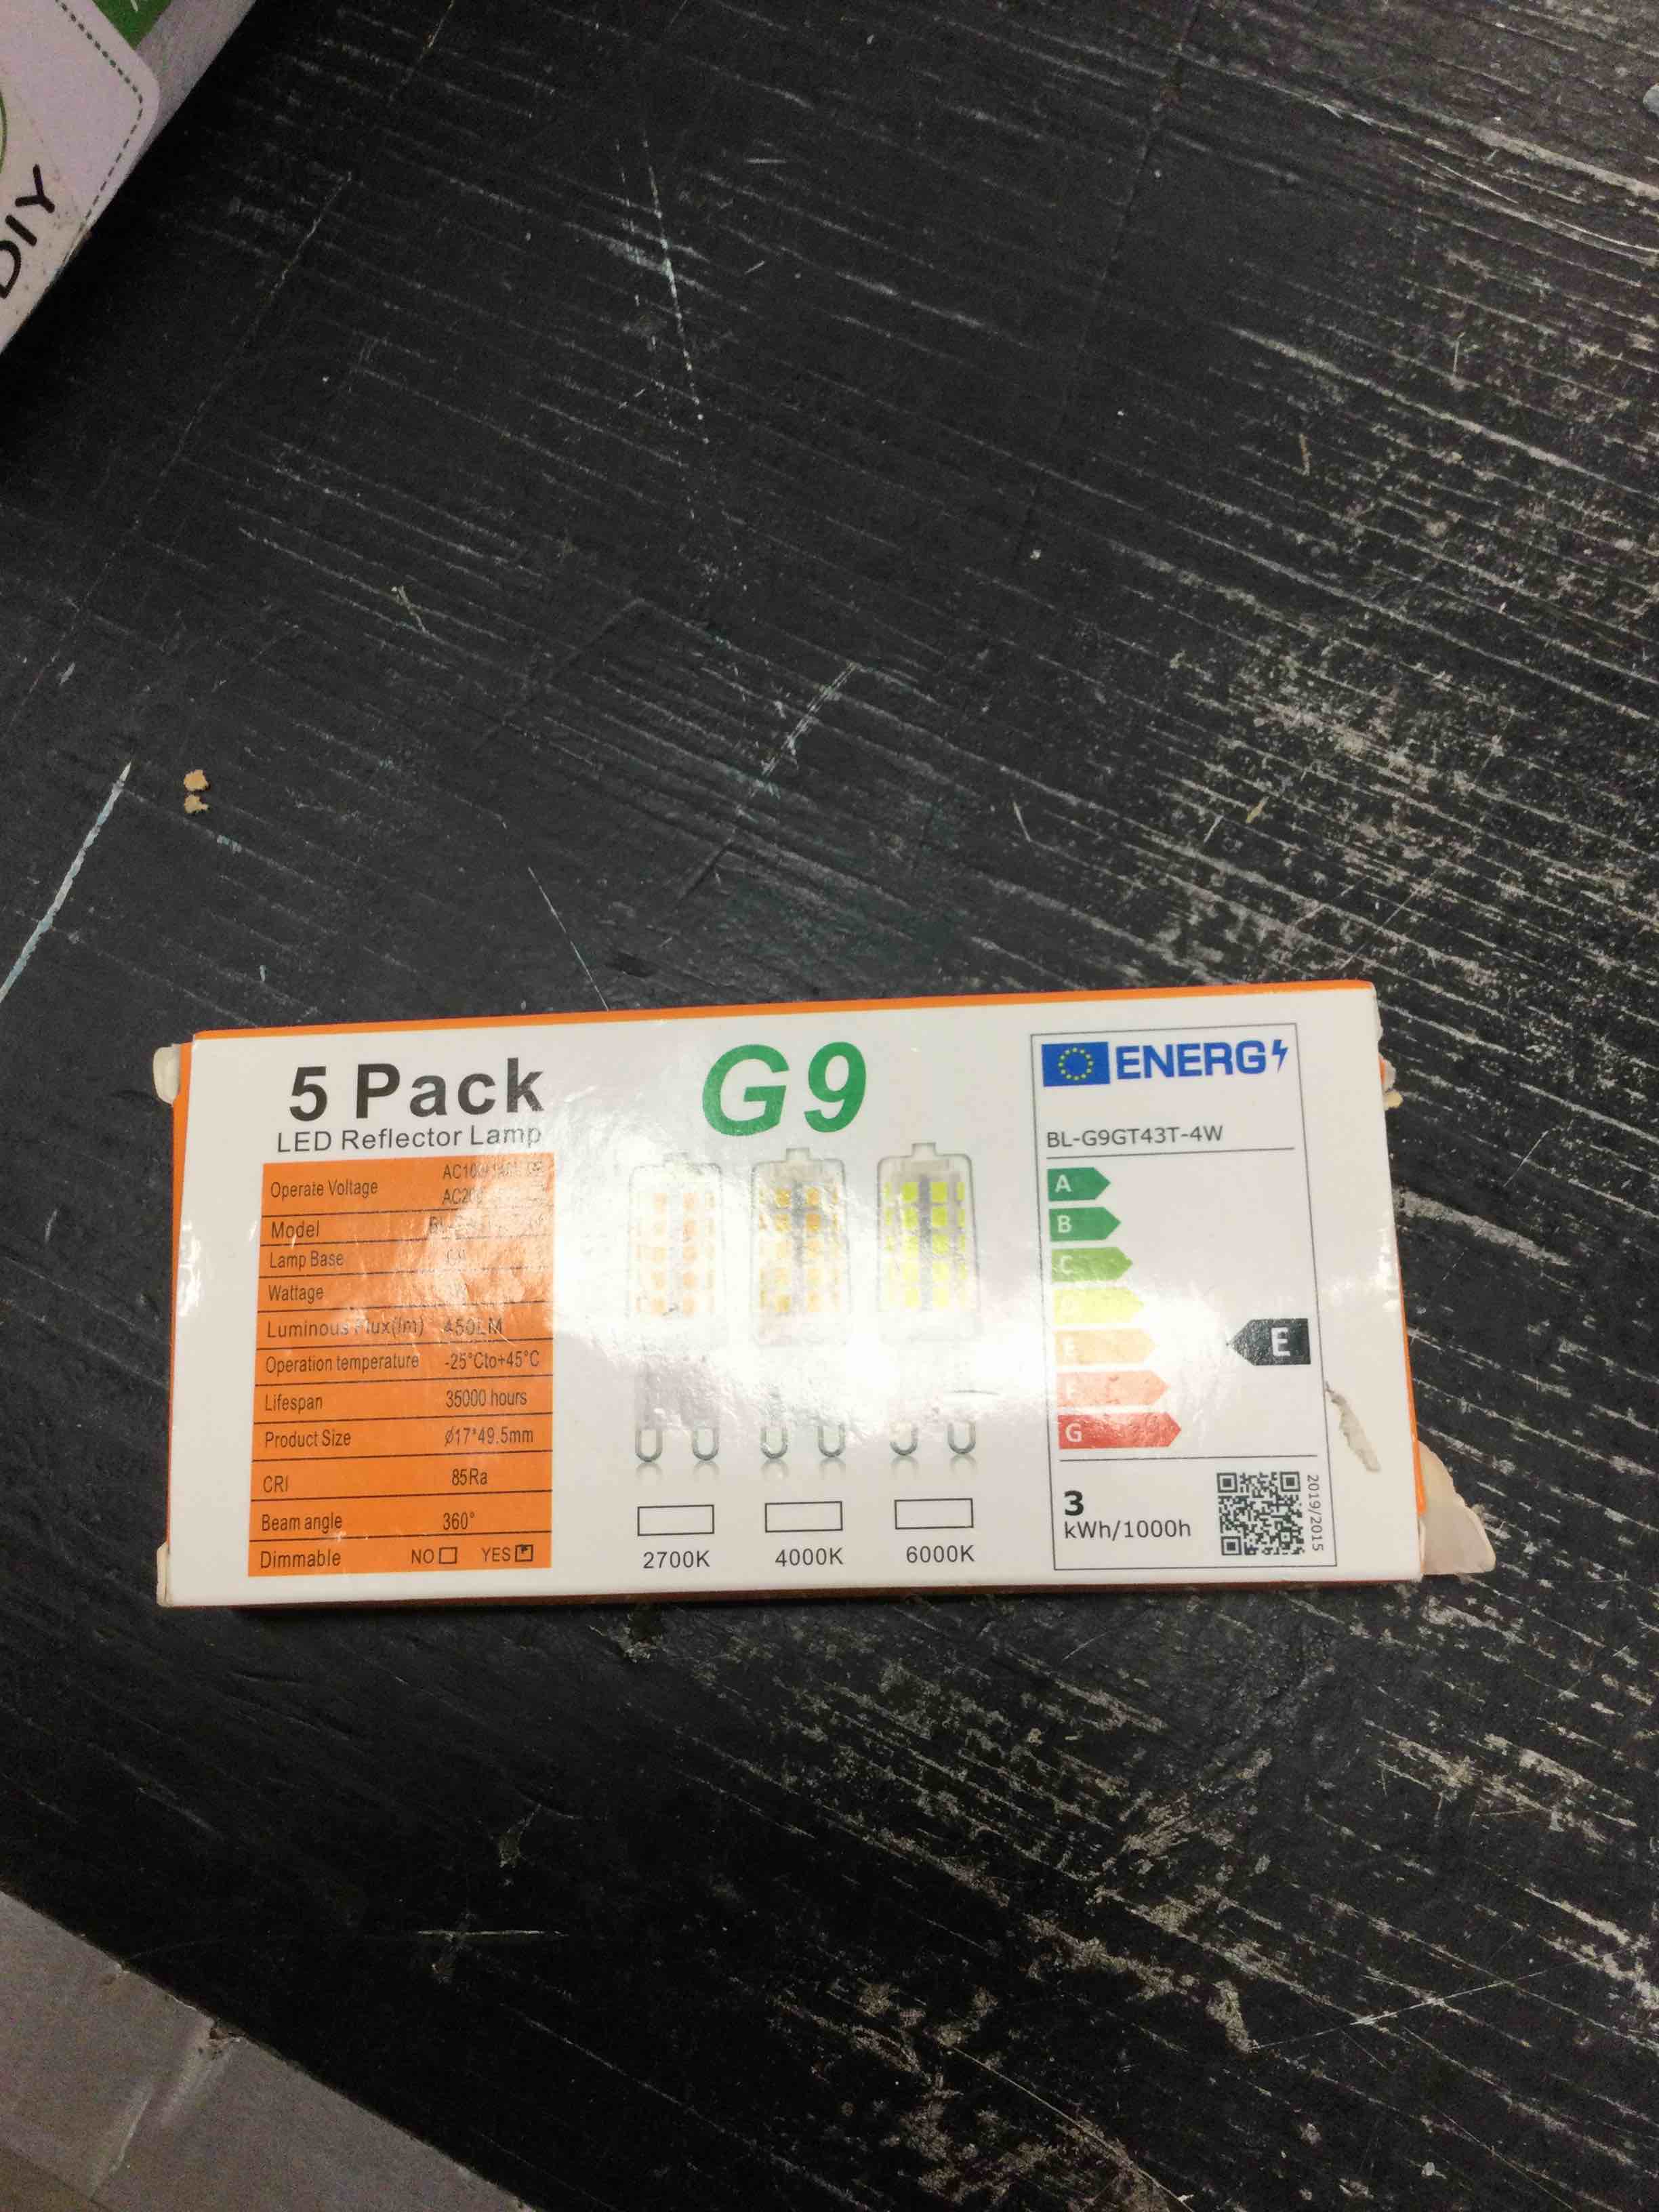 DIY
5 Pack
LED Reflector Lamp
Operate Voltage
Model
Lamp Base
Wattage
Luminous Flux(lm) 450LM
Operation temperature -25°Cto+45°C
Lifespan 35000 hours
Product Size ø17*49.5mm
CRI 85Ra
Beam angle 360°
Dimmable NO YES
G9
2700K 4000K 6000K
ENERG
BL-G9GT43T-4W
A
B
C
D
E
E
F
G
3
kWh/1000h
2019/2015